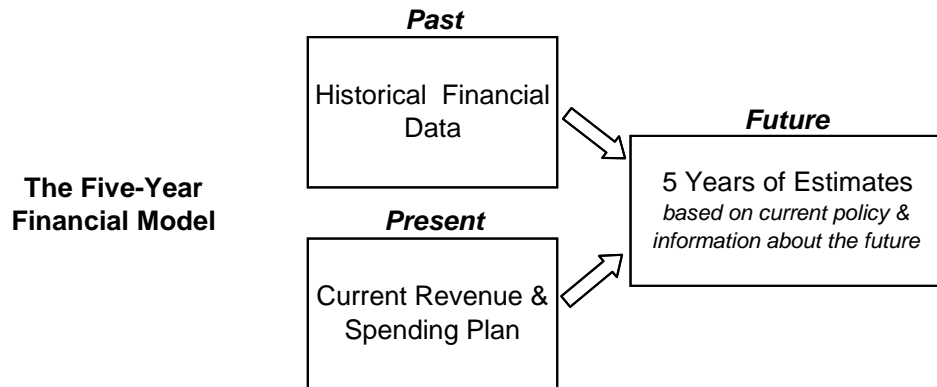 Past
Historical Financial
Data
Future
5 Years of Estimates
based on current policy &
information about the future
The Five-Year
Financial Model
Present
Current Revenue &
Spending Plan